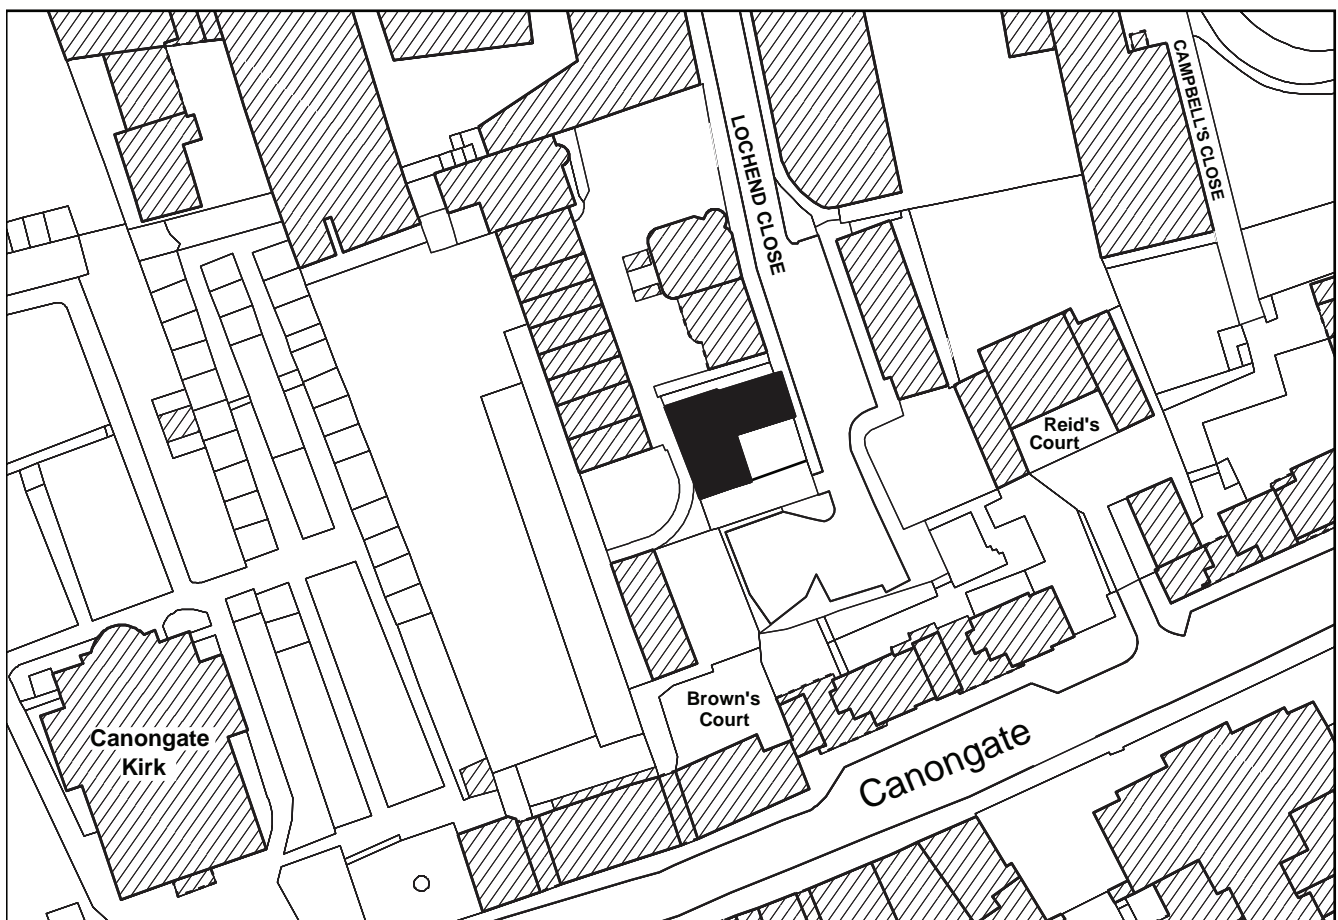 CAMPBELL'S CLOSE
LOCHEND CLOSE
Reid's
Court
Brown's
Court
Canongate
Kirk
Canongate